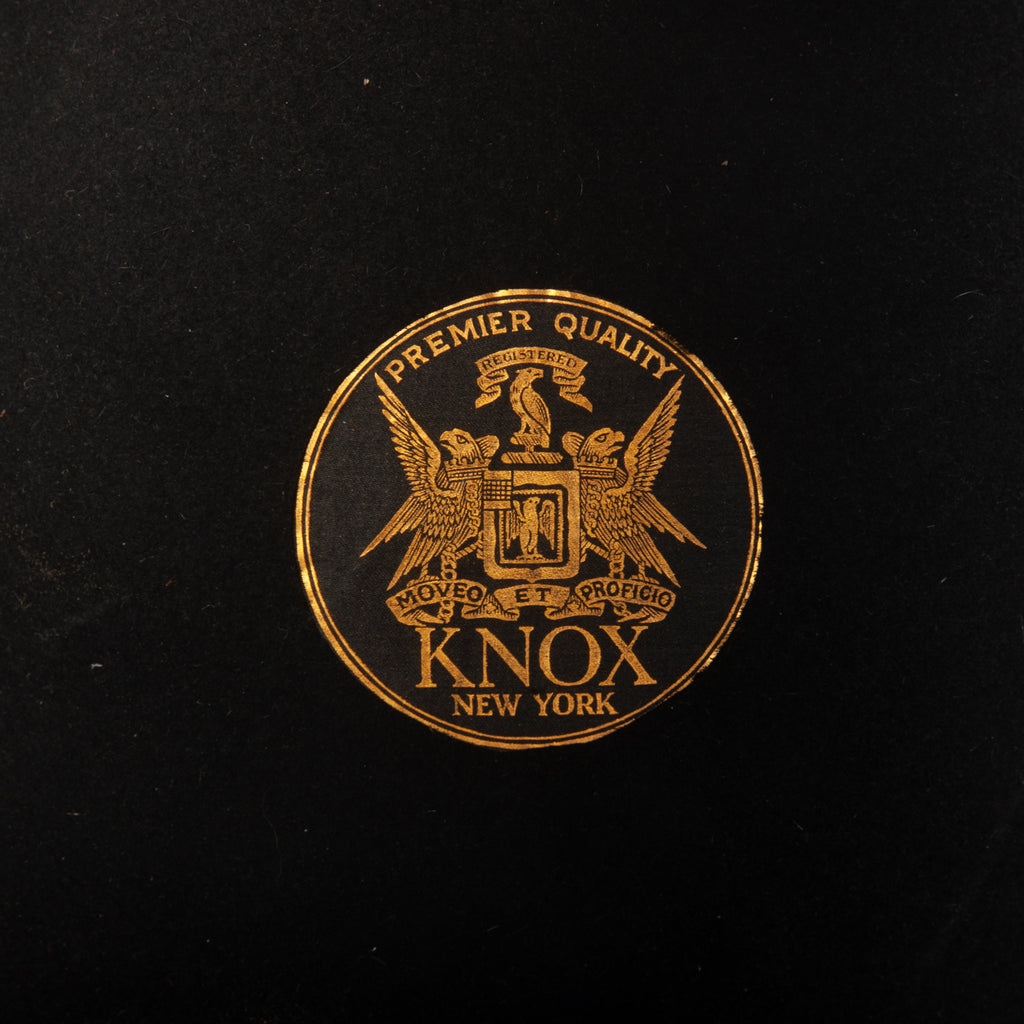 PREMIER QUALITY
REGISTERED
MOVEO ET PROFICIO
KNOX
NEW YORK